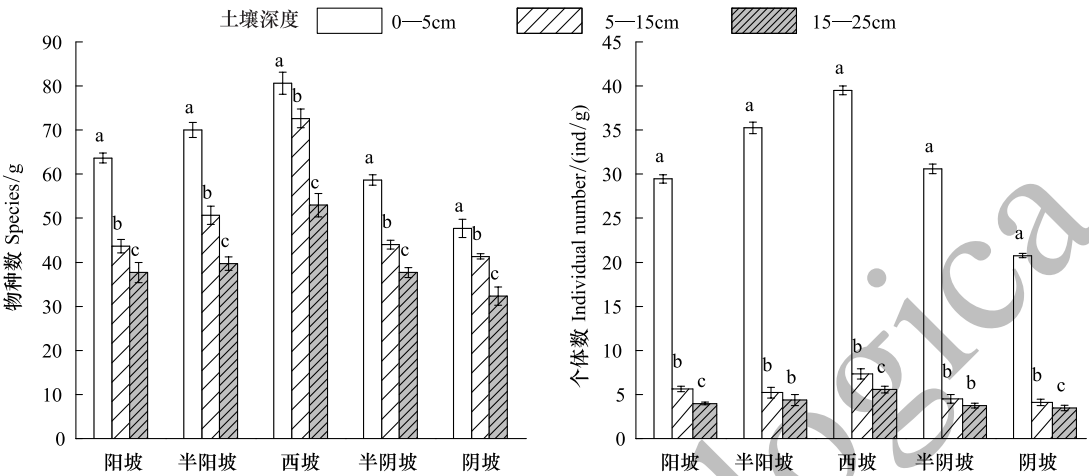 土壤深度 0—5cm 5—15cm 15—25cm
物种数 Species/g
90
80
70
60
50
40
30
20
10
0
a b c
a b c
a b c
a b c
a b c
阳坡 半阳坡 西坡 半阴坡 阴坡
个体数 Individual number/(ind/g)
45
40
35
30
25
20
15
10
5
0
a b c
a b b
a b c
a b b
a b c
阳坡 半阳坡 西坡 半阴坡 阴坡
logica